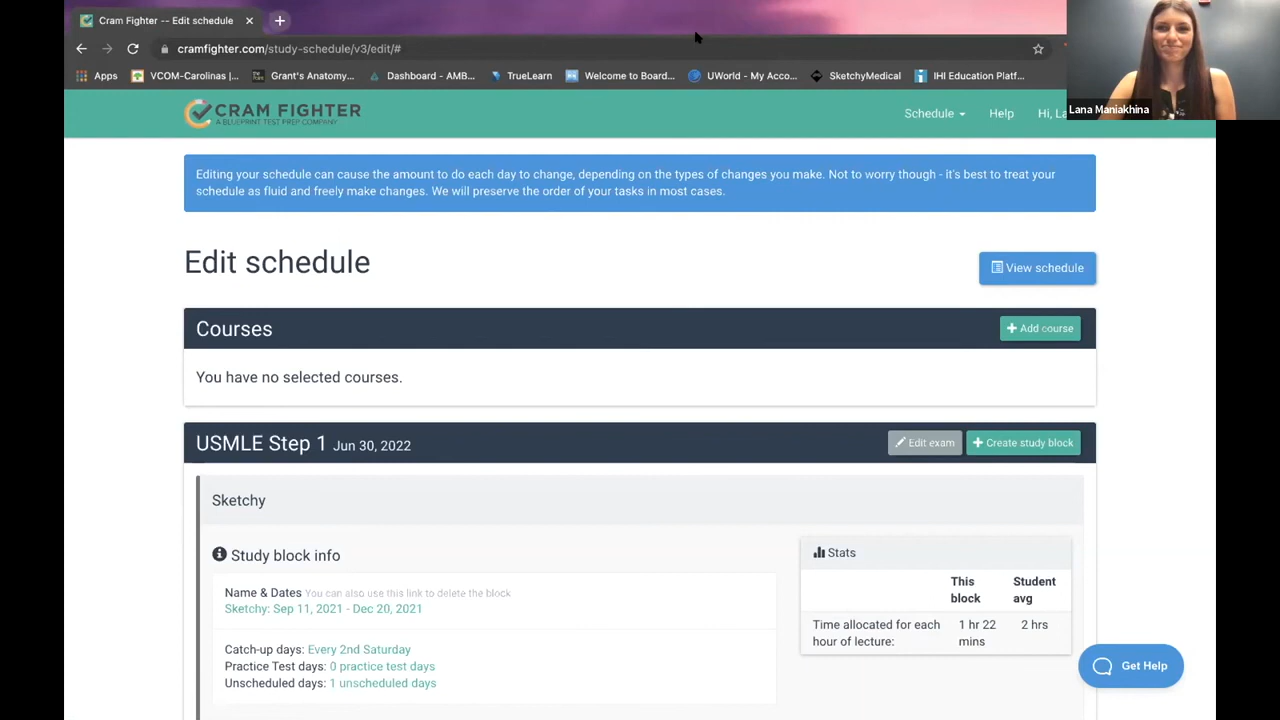 Cram Fighter -- Edit schedule
cramfighter.com/study-schedule/v3/edit/#
Apps VCOM-Carolinas |... Grant's Anatomy... Dashboard - AMB... TrueLearn Welcome to Board... UWorld - My Acco... SketchyMedical IHI Education Platf...
CRAM FIGHTER
A BLUEPRINT TEST PREP COMPANY
Schedule Help Hi, La
Lana Maniakhina
Editing your schedule can cause the amount to do each day to change, depending on the types of changes you make. Not to worry though - it's best to treat your
schedule as fluid and freely make changes. We will preserve the order of your tasks in most cases.
Edit schedule
View schedule
Courses
Add course
You have no selected courses.
USMLE Step 1 Jun 30, 2022
Edit exam
Create study block
Sketchy
Study block info
Name & Dates You can also use this link to delete the block
Sketchy: Sep 11, 2021 - Dec 20, 2021
Catch-up days: Every 2nd Saturday
Practice Test days: 0 practice test days
Unscheduled days: 1 unscheduled days
Stats
This block
Student avg
Time allocated for each hour of lecture:
1 hr 22 mins
2 hrs
Get Help